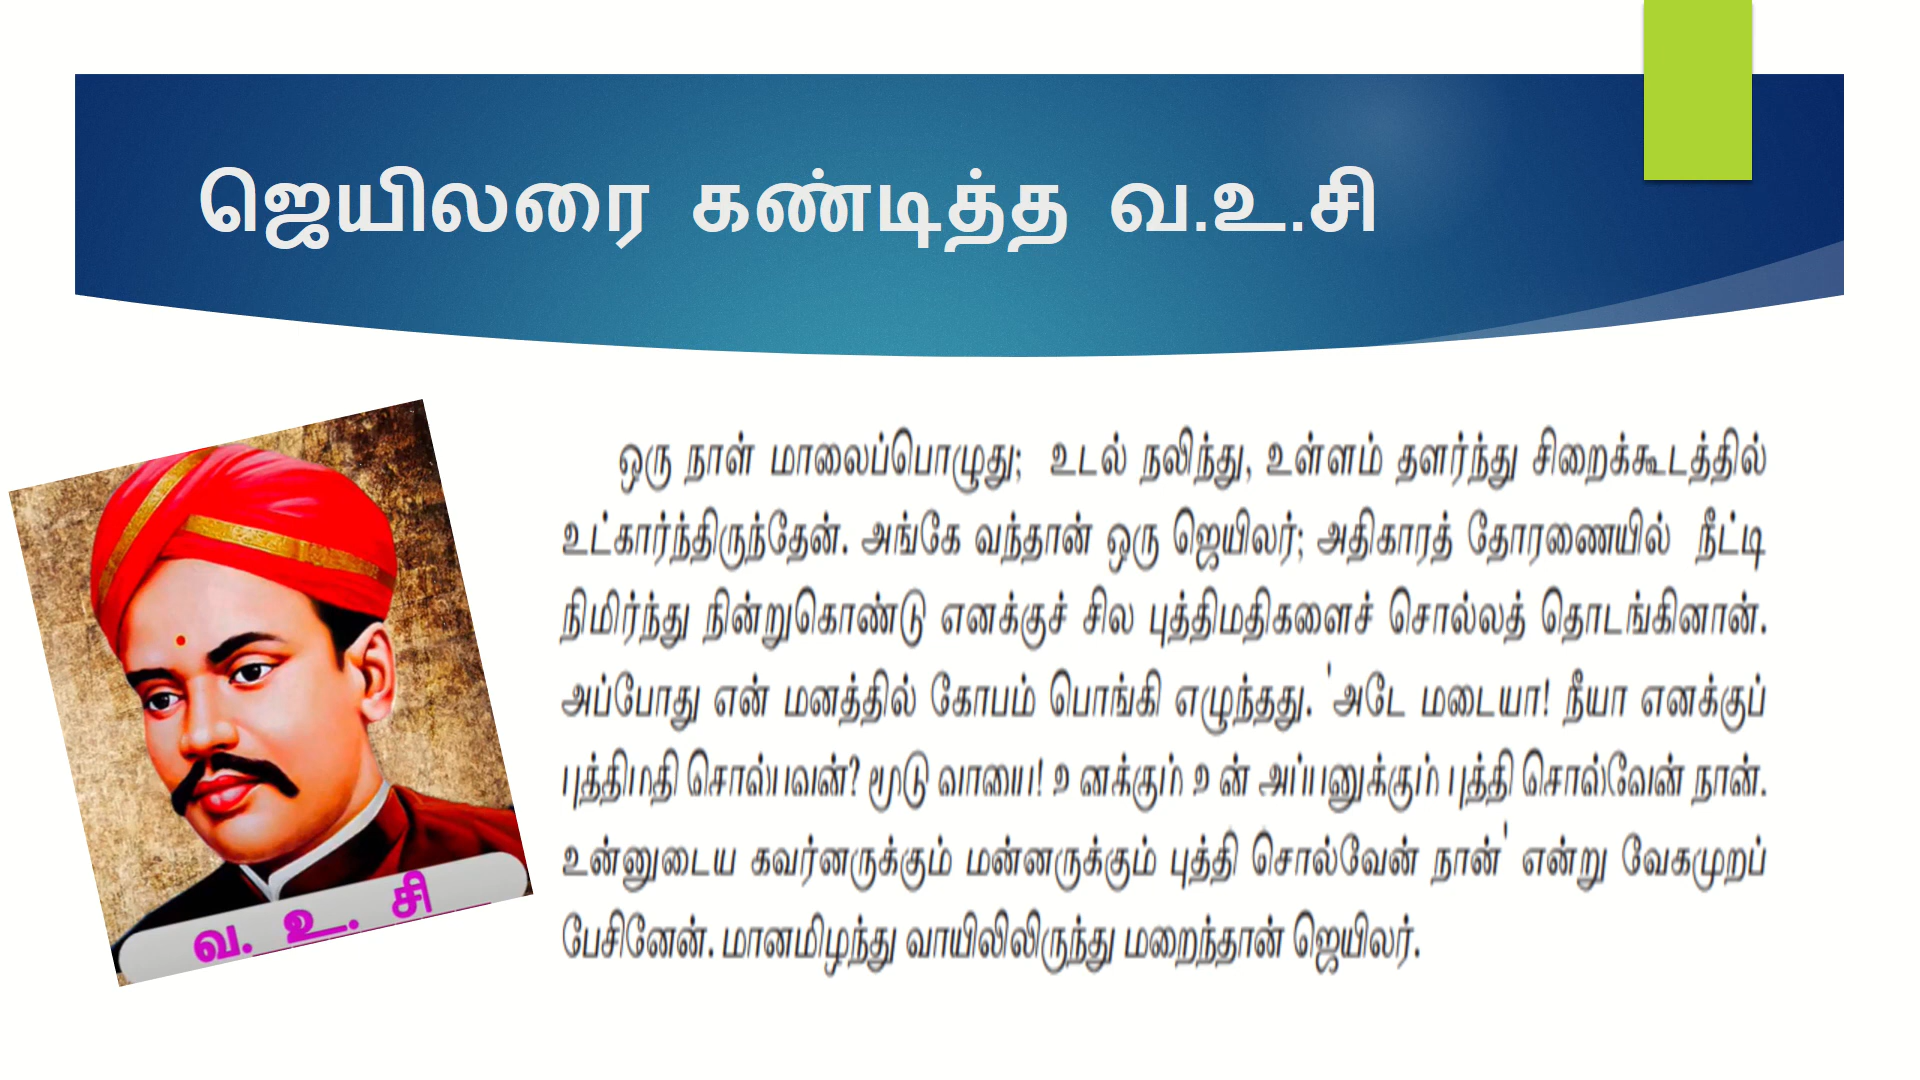 ஜெயிலரை கண்டித்த வ.உ.சி
ஒரு நாள் மாலைப்பொழுது; உடல் நலிந்து, உள்ளம் தளர்ந்து சிறைக்கூடத்தில்
உட்கார்ந்திருந்தேன். அங்கே வந்தான் ஒரு ஜெயிலர்; அதிகாரத் தோரணையில் நீட்டி
நிமிர்ந்து நின்றுகொண்டு எனக்குச் சில புத்திமதிகளைச் சொல்லத் தொடங்கினான்.
அப்போது என் மனத்தில் கோபம் பொங்கி எழுந்தது. 'அடே மடையா! நீயா எனக்குப்
புத்திமதி சொல்பவன்? மூடு வாயை! உனக்கும் உன் அப்பனுக்கும் புத்தி சொல்வேன் நான்.
உன்னுடைய கவர்னருக்கும் மன்னருக்கும் புத்தி சொல்வேன் நான்' என்று வேகமுறப்
பேசினேன். மானமிழந்து வாயிலிலிருந்து மறைந்தான் ஜெயிலர்.
வ. உ. சி